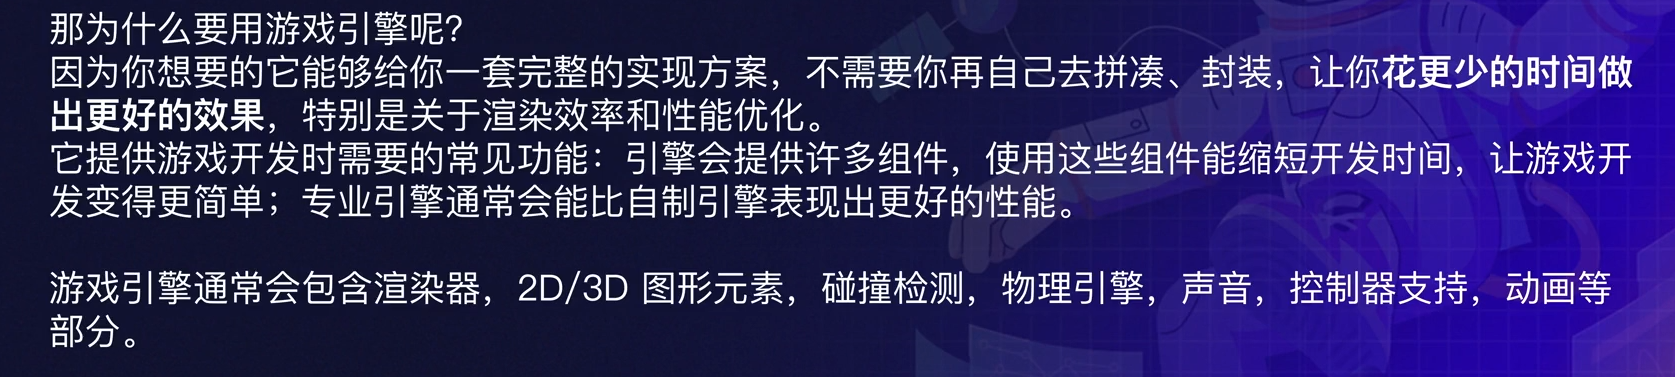 那为什么要用游戏引擎呢？
因为你想要的它能够给你一套完整的实现方案，不需要你再自己去拼凑、封装，让你花更少的时间做
出更好的效果，特别是关于渲染效率和性能优化。
它提供游戏开发时需要的常见功能：引擎会提供许多组件，使用这些组件能缩短开发时间，让游戏开
发变得更简单；专业引擎通常会能比自制引擎表现出更好的性能。
游戏引擎通常会包含渲染器，2D/3D 图形元素，碰撞检测，物理引擎，声音，控制器支持，动画等
部分。